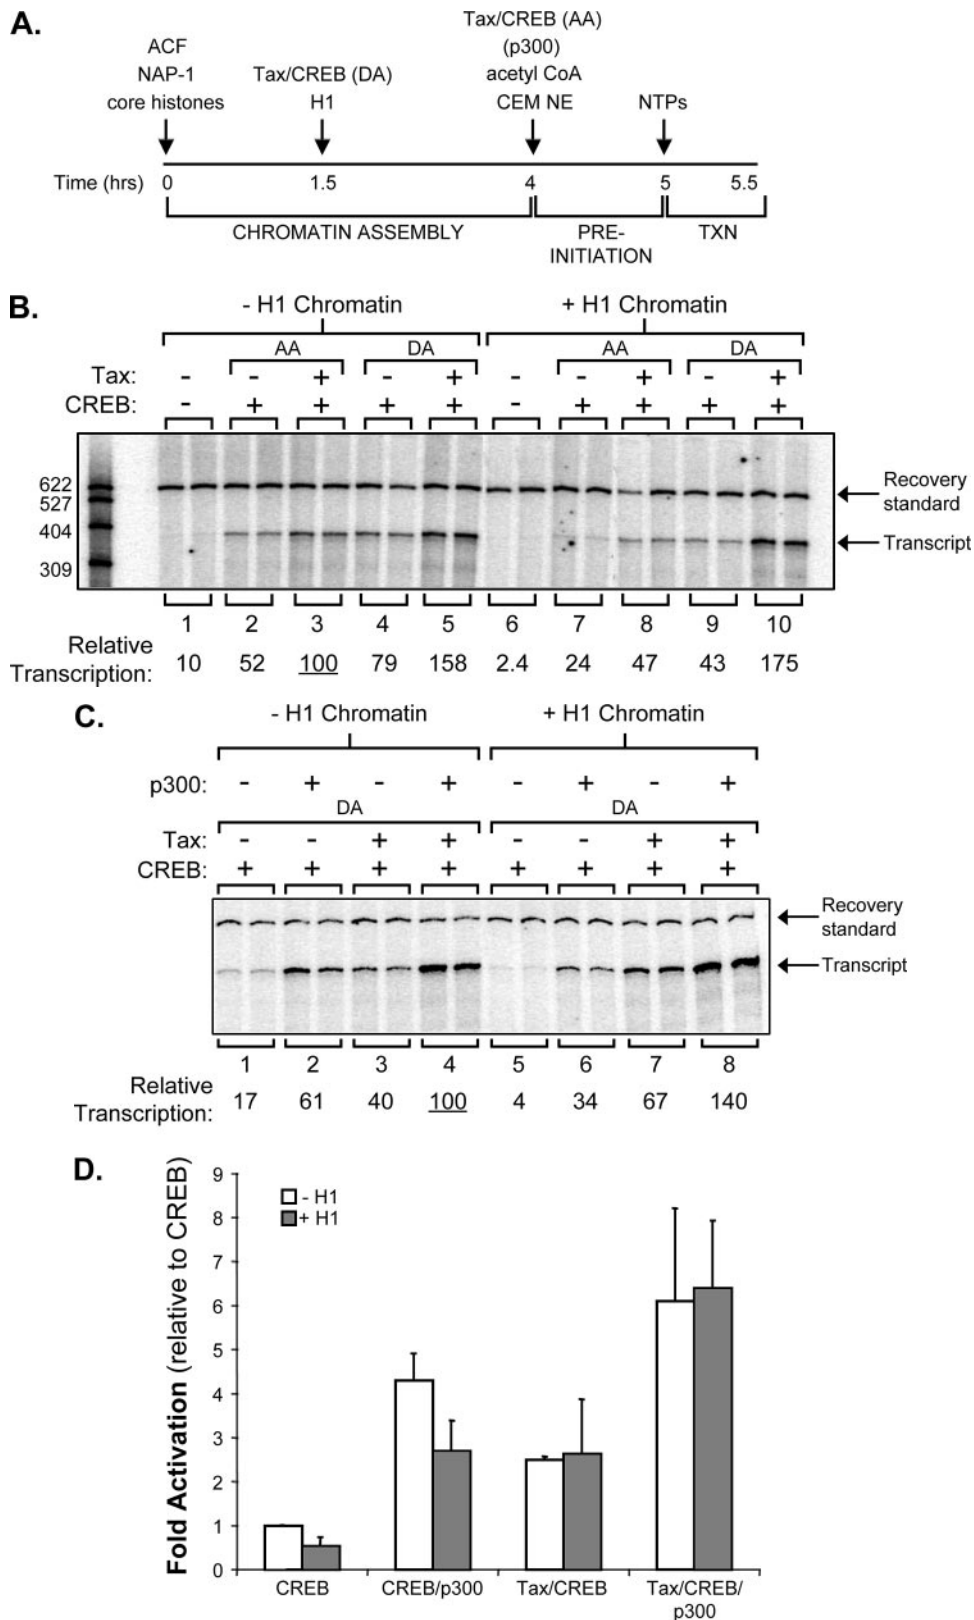 A.
ACF
NAP-1
core histones
Tax/CREB (DA)
H1
Tax/CREB (AA)
(p300)
acetyl CoA
CEM NE
NTPs
Time (hrs) 0 1.5 4 5 5.5
CHROMATIN ASSEMBLY
PRE-
INITIATION
TXN
B.
- H1 Chromatin + H1 Chromatin
AA DA AA DA
Tax: - - + - + - - + - +
CREB: - + + + + - + + + +
622
527
404
309
Recovery
standard
Transcript
1 2 3 4 5 6 7 8 9 10
Relative
Transcription: 10 52 100 79 158 2.4 24 47 43 175
C.
- H1 Chromatin + H1 Chromatin
p300: - + - + - + - +
DA DA
Tax: - - + + - - + +
CREB: + + + + + + + +
Recovery
standard
Transcript
1 2 3 4 5 6 7 8
Relative
Transcription: 17 61 40 100 4 34 67 140
D.
Fold Activation (relative to CREB)
9
8
7
6
5
4
3
2
1
0
- H1
+ H1
CREB CREB/p300 Tax/CREB Tax/CREB/
p300